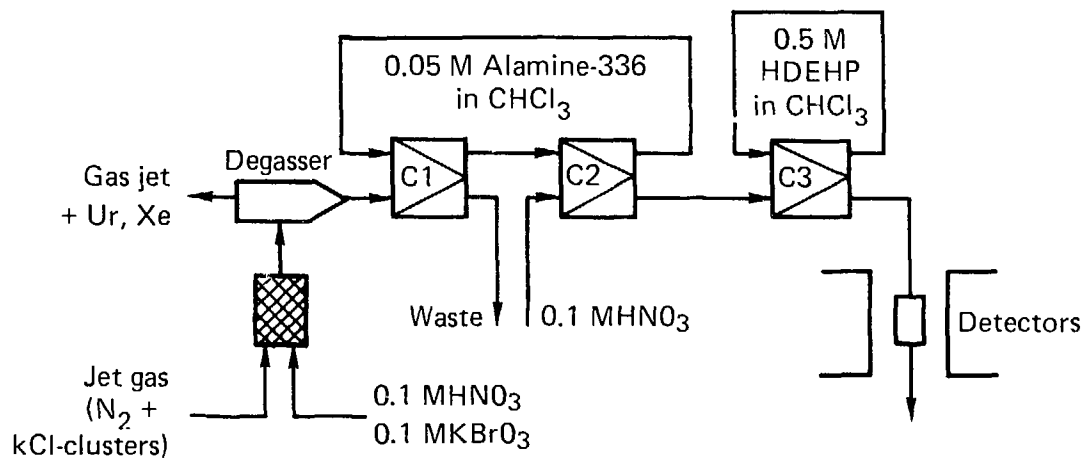 0.05 M Alamine-336
in CHCl₃
0.5 M
HDEHP
in CHCl₃
Degasser
Gas jet
+ Ur, Xe
C1
C2
C3
Waste
0.1 MHNO₃
Detectors
Jet gas
(N₂ +
kCl-clusters)
0.1 MHNO₃
0.1 MKBrO₃